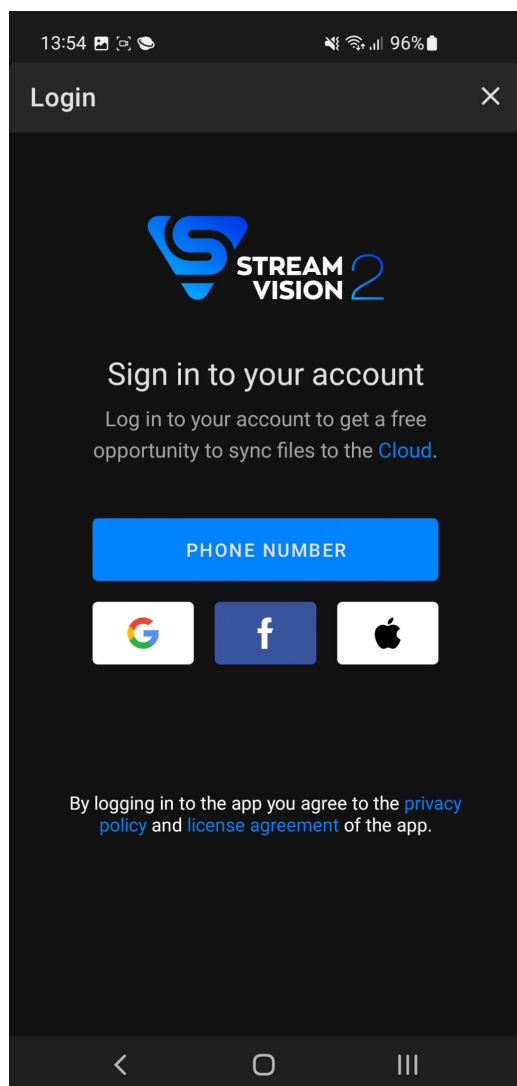 13:54 96%
Login
STREAM 2
VISION
Sign in to your account
Log in to your account to get a free
opportunity to sync files to the Cloud.
PHONE NUMBER
By logging in to the app you agree to the privacy
policy and license agreement of the app.